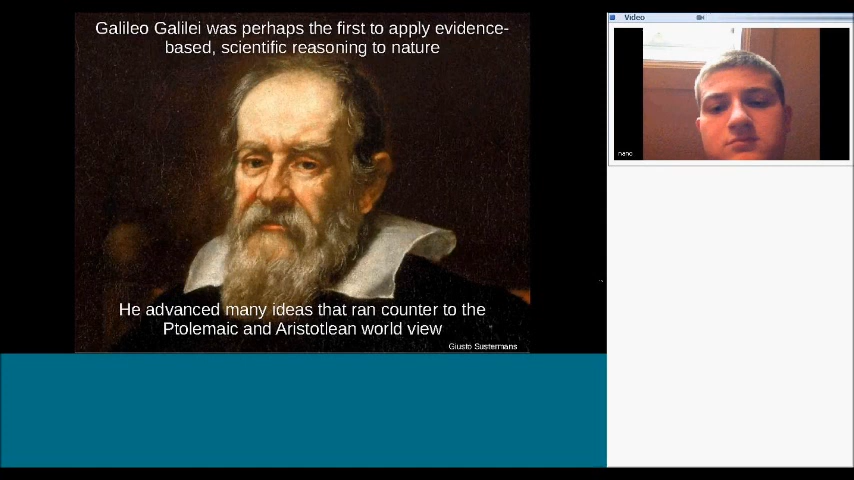 Galileo Galilei was perhaps the first to apply evidence-
based, scientific reasoning to nature
He advanced many ideas that ran counter to the
Ptolemaic and Aristotlean world view
Giusto Sustermans
Video
nano